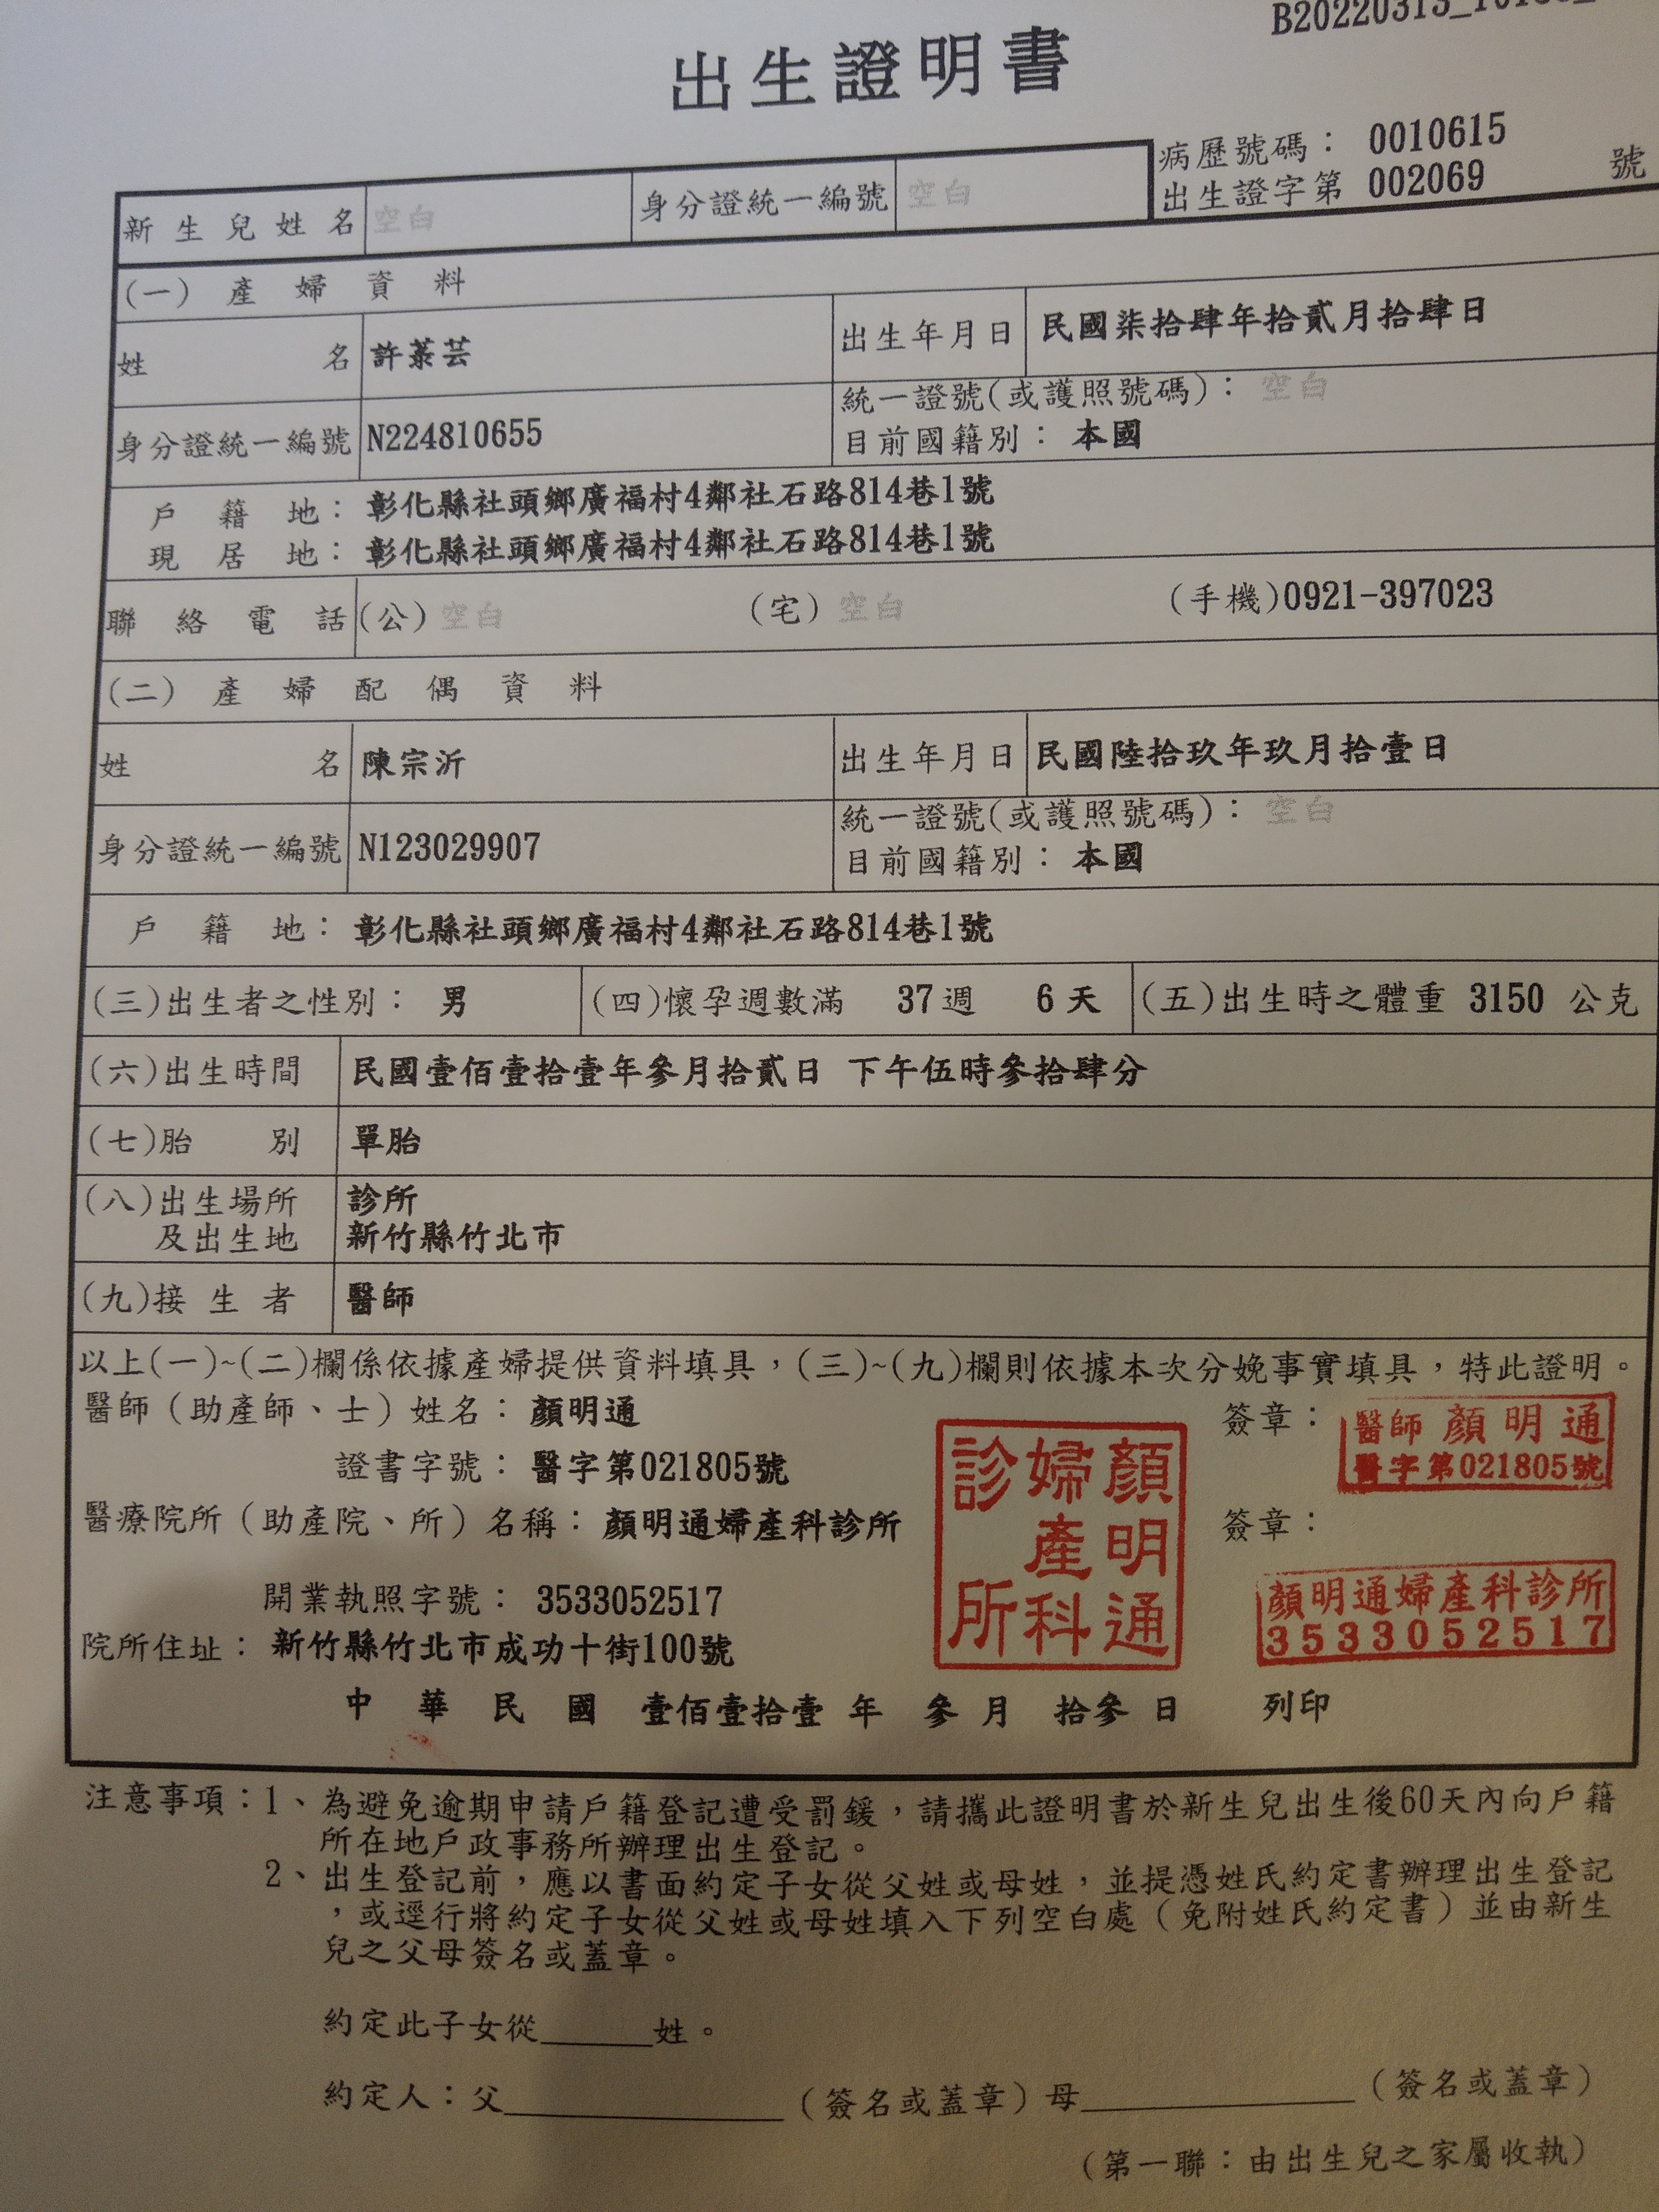 出生證明書
病歷號碼： 0010615
出生證字第 002069 號
新生兒姓名 空白 身分證統一編號 空白
(一) 產婦資料
姓名 許棻芸 出生年月日 民國柒拾肆年拾貳月拾肆日
身分證統一編號 N224810655 統一證號(或護照號碼)： 空白
目前國籍別： 本國
戶籍地： 彰化縣社頭鄉廣福村4鄰社石路814巷1號
現居地： 彰化縣社頭鄉廣福村4鄰社石路814巷1號
聯絡電話 (公) 空白 (宅) 空白 (手機)0921-397023
(二) 產婦配偶資料
姓名 陳宗沂 出生年月日 民國陸拾玖年玖月拾壹日
身分證統一編號 N123029907 統一證號(或護照號碼)： 空白
目前國籍別： 本國
戶籍地： 彰化縣社頭鄉廣福村4鄰社石路814巷1號
(三)出生者之性別： 男 (四)懷孕週數滿 37週 6天 (五)出生時之體重 3150 公克
(六)出生時間 民國壹佰壹拾壹年參月拾貳日 下午伍時參拾肆分
(七)胎別 單胎
(八)出生場所 診所
及出生地 新竹縣竹北市
(九)接生者 醫師
以上(一)~(二)欄係依據產婦提供資料填具，(三)~(九)欄則依據本次分娩事實填具，特此證明。
醫師（助產師、士）姓名： 顏明通 簽章： 醫師 顏明通
證書字號： 醫字第021805號 醫字第021805號
醫療院所（助產院、所）名稱： 顏明通婦產科診所 簽章：
顏明通婦產科診所
開業執照字號： 3533052517 顏明通婦產科診所
3533052517
院所住址： 新竹縣竹北市成功十街100號
中華民國 壹佰壹拾壹 年 參 月 拾參 日 列印
注意事項：1、為避免逾期申請戶籍登記遭受罰鍰，請攜此證明書於新生兒出生後60天內向戶籍
所在地戶政事務所辦理出生登記。
2、出生登記前，應以書面約定子女從父姓或母姓，並提憑姓氏約定書辦理出生登記
，或逕行將約定子女從父姓或母姓填入下列空白處（免附姓氏約定書）並由新生
兒之父母簽名或蓋章。
約定此子女從______姓。
約定人：父______________（簽名或蓋章）母______________（簽名或蓋章）
(第一聯：由出生兒之家屬收執)